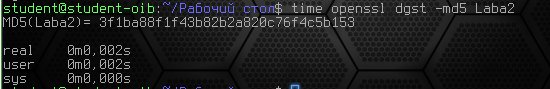 student@student-oib:~/Рабочий стол$ time openssl dgst -md5 Laba2
MD5(Laba2)= 3f1ba88f1f43b82b2a820c76f4c5b153
real 0m0,002s
user 0m0,002s
sys 0m0,000s